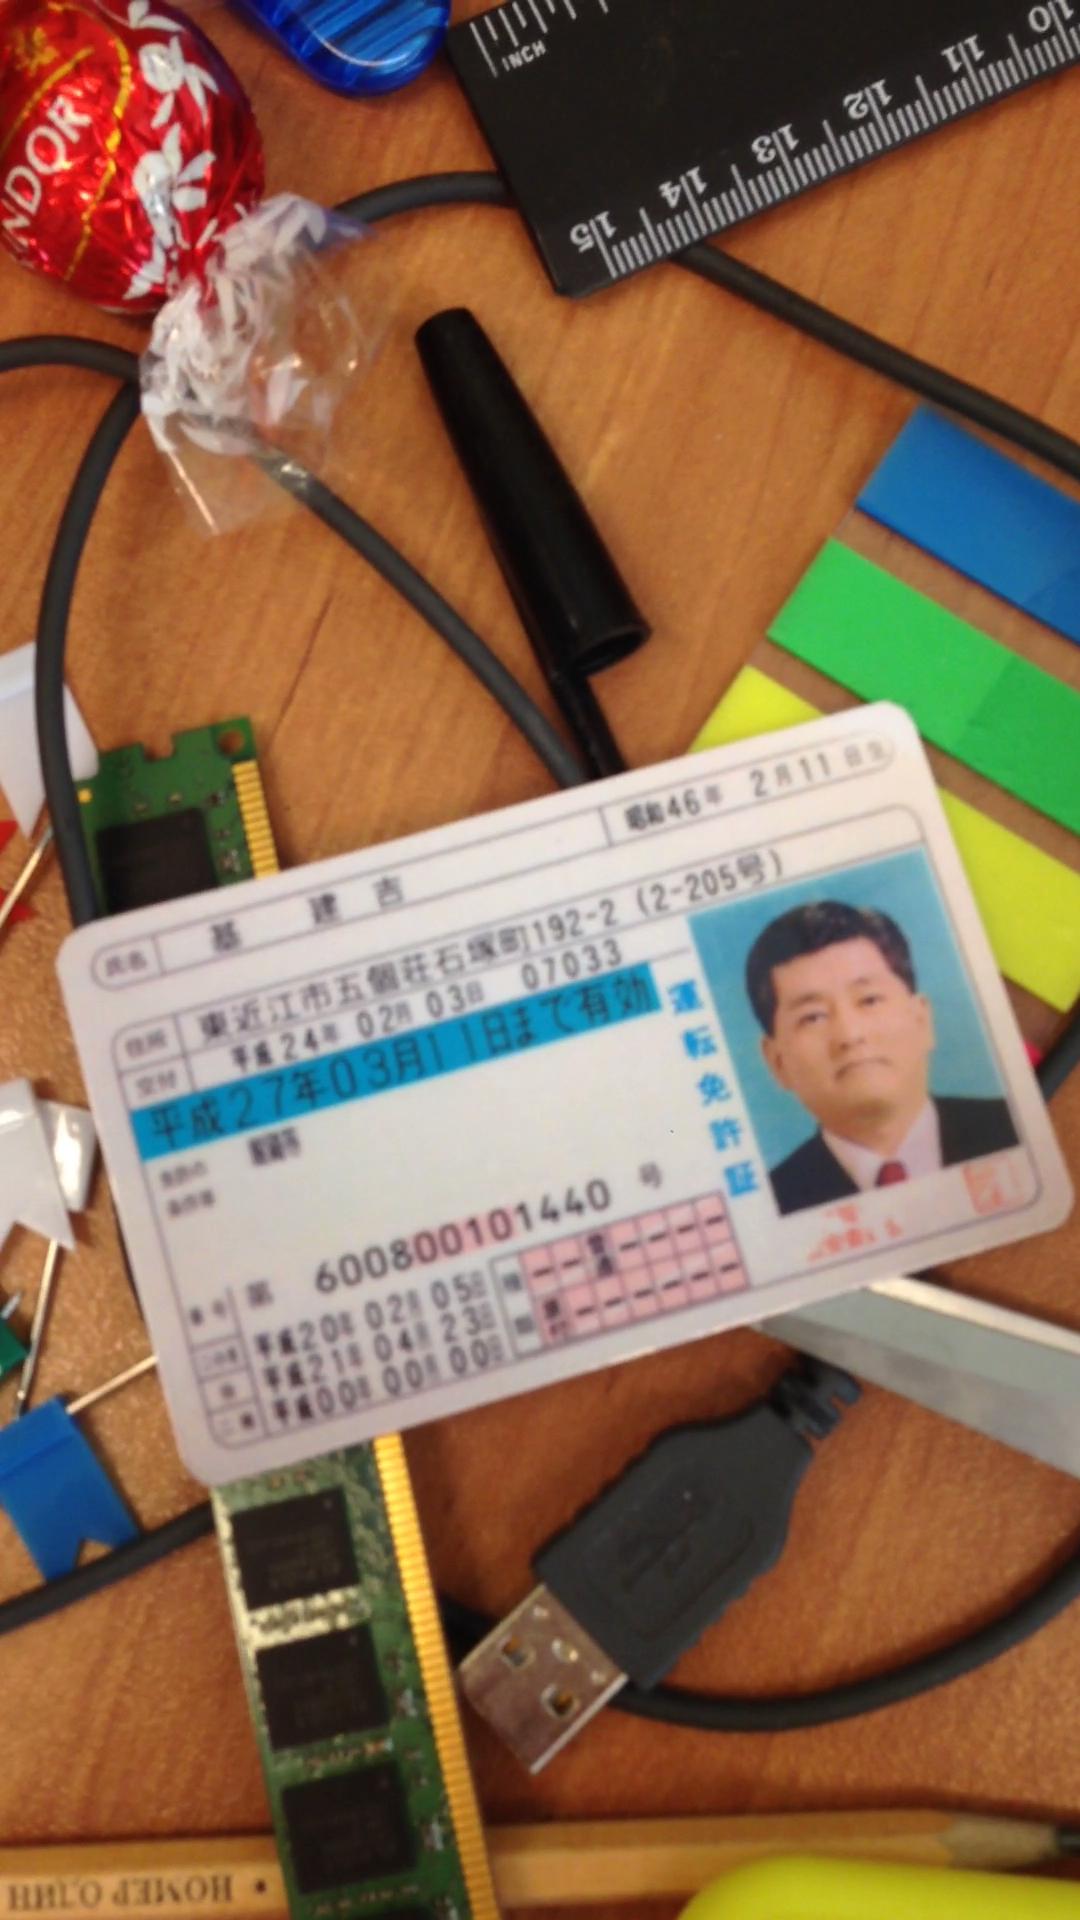 NDOR
INCH
15 14 13 12 11 10
氏名 基 建 吉
昭和46年 2月11日生
住所 東近江市五個荘石塚町192-2 (2-205号)
交付 平成24年 02月 03日 07033
平成27年03月11日まで有効
眼鏡等
免許の
条件等
運転免許証
番号 第 600800101440 号
平成20年 02月 05日
他 平成21年 04月 23日
二種 平成00年 00月 00日
種類
普通
НОМЕР ОДИН